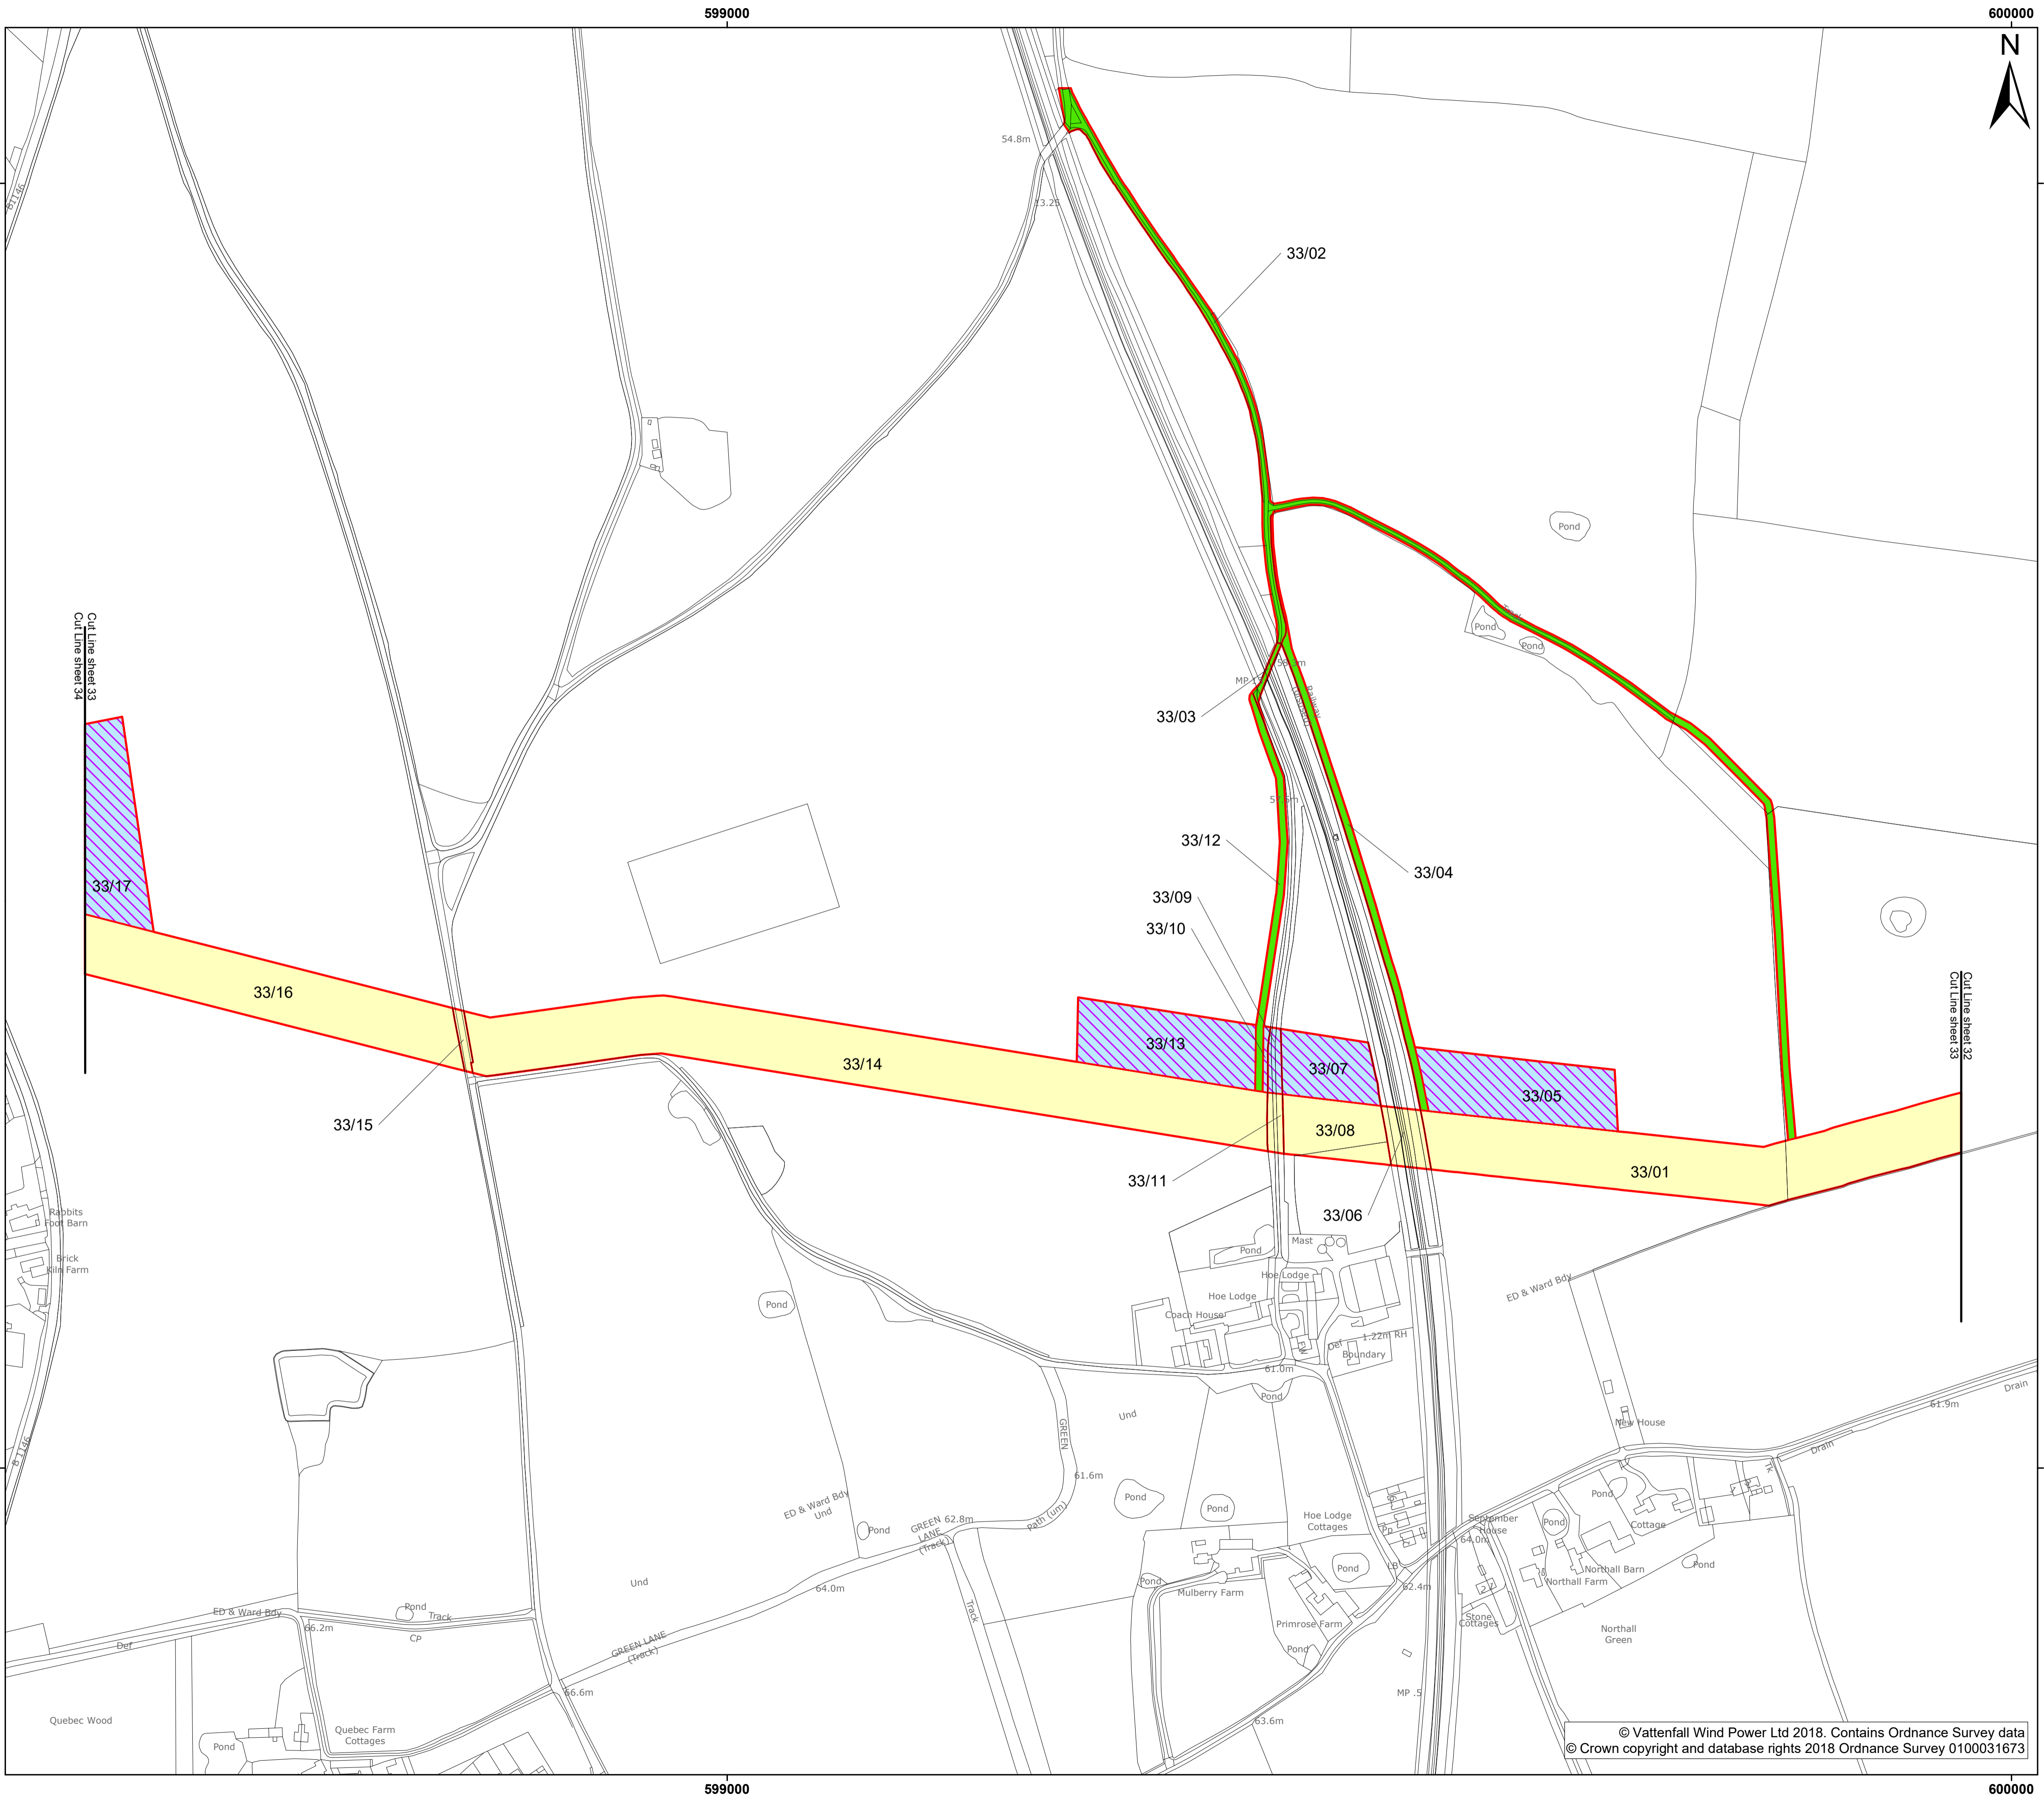 599000
600000
N
B1146
54.8m
13.25
33/02
Pond
Track
Pond
Pond
Cut Line sheet 33
Cut Line sheet 34
MP
Railway
(disused)
33/03
33/12
33/04
33/17
33/09
33/10
33/16
33/13
33/07
33/05
33/14
33/15
33/08
33/01
33/11
33/06
Cut Line sheet 32
Cut Line sheet 33
Rabbits
Foot Barn
Brick
Kiln Farm
Pond
Mast
Hoe Lodge
Hoe Lodge
Coach House
Pond
ED & Ward Bdy
Def
1.22m RH
Boundary
61.0m
Pond
Drain
61.9m
New House
Und
GREEN
B 1146
61.6m
Drain
Tk
Pond
Pond
ED & Ward Bdy
Und
Pond
GREEN
LANE
(Track)
62.8m
Path (um)
Hoe Lodge
Cottages
September
House
64.0m
Pond
Pond
Cottage
LB
62.4m
Pond
Pond
Mulberry Farm
Northall Barn
Northall Farm
Pond
Und
64.0m
Track
ED & Ward Bdy
Pond
Track
CP
66.2m
Def
Primrose Farm
Pond
Stone
Cottages
Northall
Green
GREEN LANE
(Track)
66.6m
MP .5
63.6m
Quebec Wood
Quebec Farm
Cottages
Pond
© Vattenfall Wind Power Ltd 2018. Contains Ordnance Survey data
© Crown copyright and database rights 2018 Ordnance Survey 0100031673
599000
600000